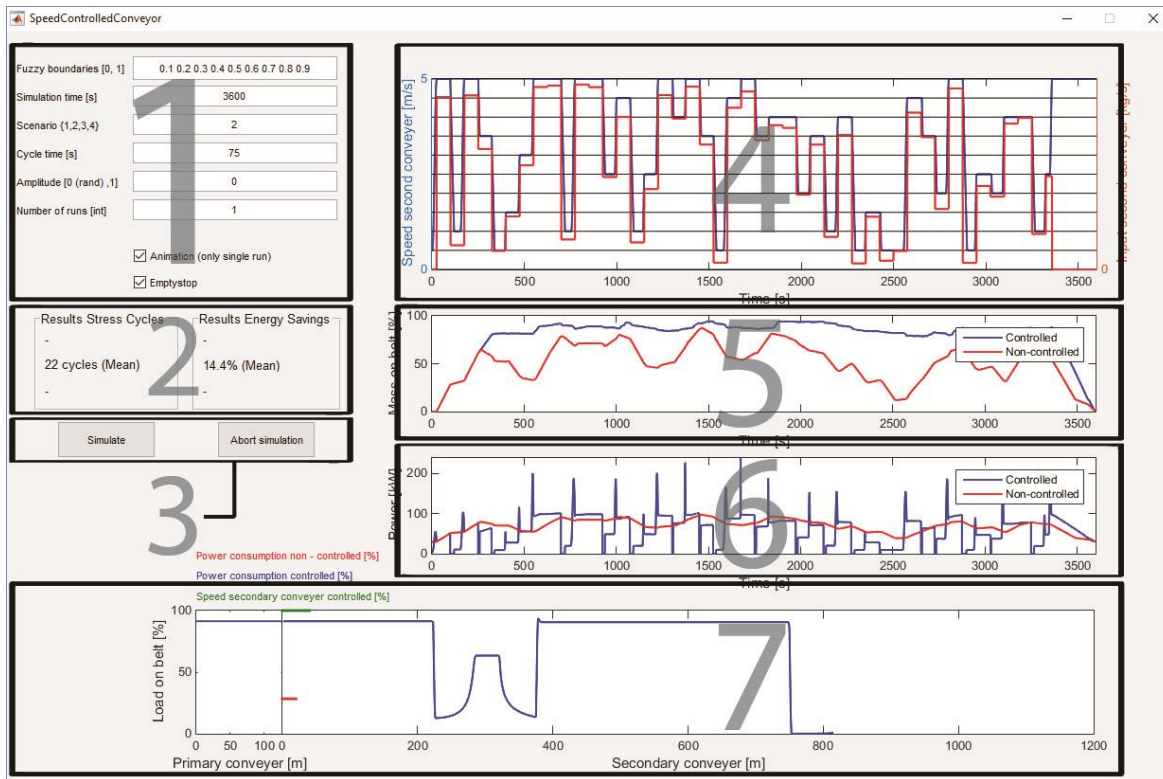 SpeedControlledConveyor
Fuzzy boundaries [0, 1] 0.1 0.2 0.3 0.4 0.5 0.6 0.7 0.8 0.9
Simulation time [s] 3600
Scenario {1,2,3,4} 2
Cycle time [s] 75
Amplitude [0 (rand) ,1] 0
Number of runs [int] 1
Animation (only single run)
Emptystop
1
Results Stress Cycles Results Energy Savings
- -
22 cycles (Mean) 14.4% (Mean)
- -
2
Simulate Abort simulation
3
Speed second conveyer [m/s]
5
0
0 500 1000 1500 2000 2500 3000 3500
Time [s]
Input second conveyer [kg/s]
0
4
Mass on belt [%]
100
50
0
0 500 1000 1500 2000 2500 3000 3500
Time [s]
Controlled
Non-controlled
5
Power [kW]
200
100
0
0 500 1000 1500 2000 2500 3000 3500
Time [s]
Controlled
Non-controlled
6
Power consumption non - controlled [%]
Power consumption controlled [%]
Speed secondary conveyer controlled [%]
Load on belt [%]
100
50
0
0 50 100 0 200 400 600 800 1000 1200
Primary conveyer [m] Secondary conveyer [m]
7